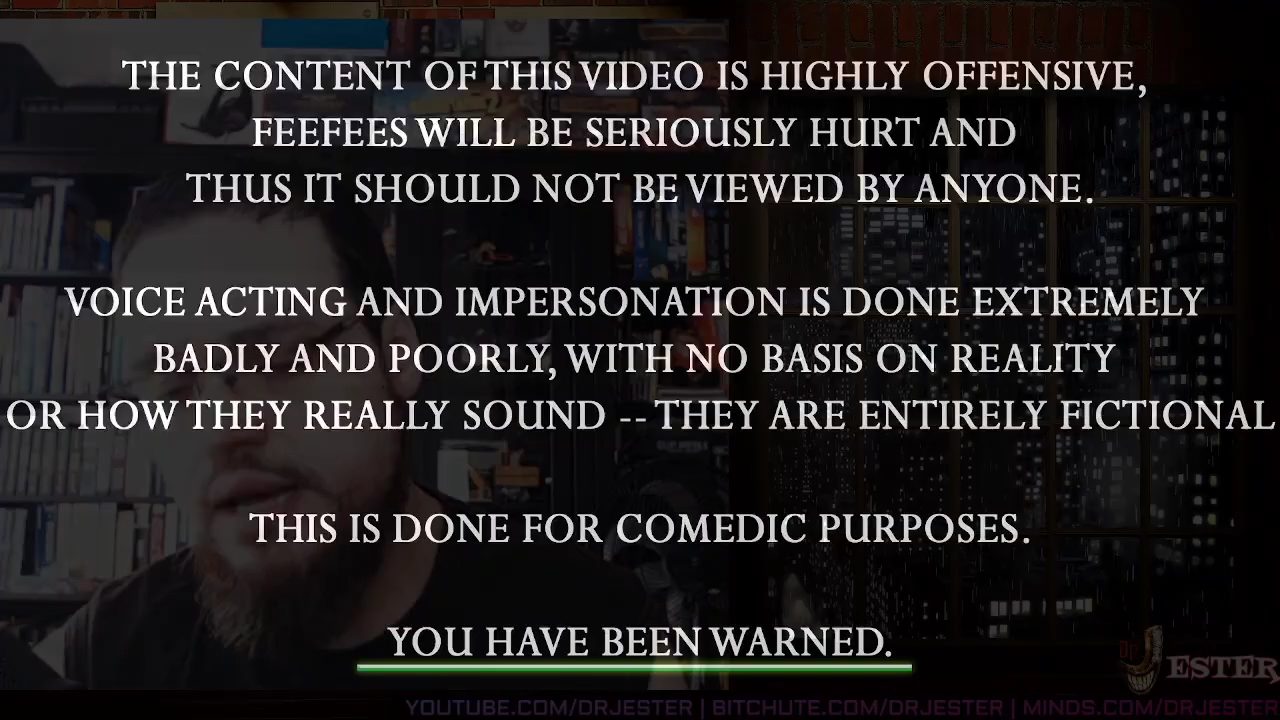 THE CONTENT OF THIS VIDEO IS HIGHLY OFFENSIVE,
FEEFEES WILL BE SERIOUSLY HURT AND
THUS IT SHOULD NOT BE VIEWED BY ANYONE.
VOICE ACTING AND IMPERSONATION IS DONE EXTREMELY
BADLY AND POORLY, WITH NO BASIS ON REALITY
OR HOW THEY REALLY SOUND -- THEY ARE ENTIRELY FICTIONAL
THIS IS DONE FOR COMEDIC PURPOSES.
YOU HAVE BEEN WARNED.
DR JESTER
YOUTUBE.COM/DRJESTER | BITCHUTE.COM/DRJESTER | MINDS.COM/DRJESTER